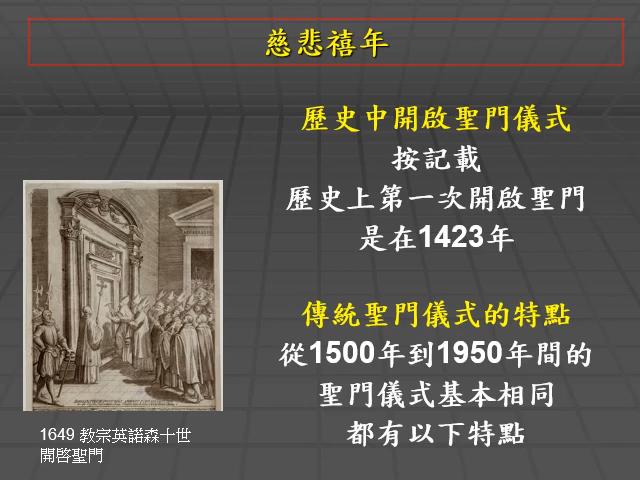 慈悲禧年
歷史中開啟聖門儀式
按記載
歷史上第一次開啟聖門
是在1423年
傳統聖門儀式的特點
從1500年到1950年間的
聖門儀式基本相同
都有以下特點
1649 教宗英諾森十世
開啓聖門